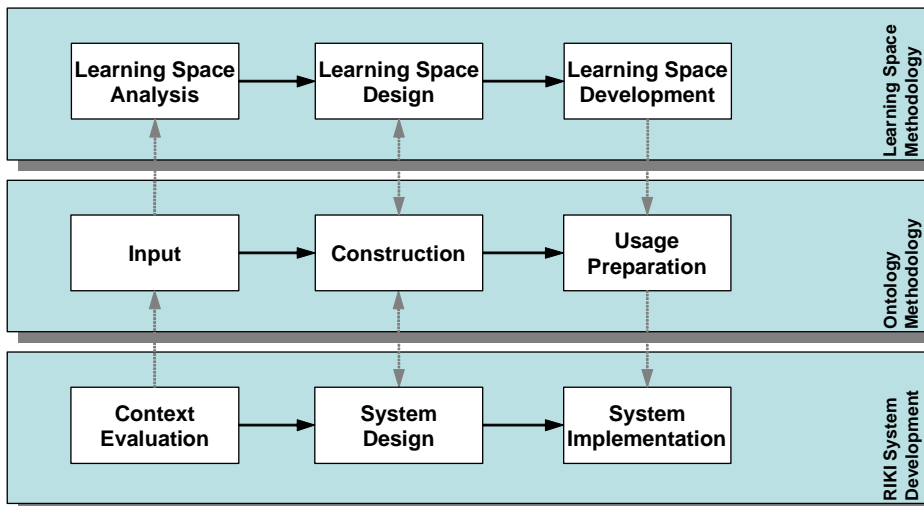 Learning Space
Analysis
Learning Space
Design
Learning Space
Development
Learning Space
Methodology
Input
Construction
Usage
Preparation
Ontology
Methodology
Context
Evaluation
System
Design
System
Implementation
RIKI System
Development